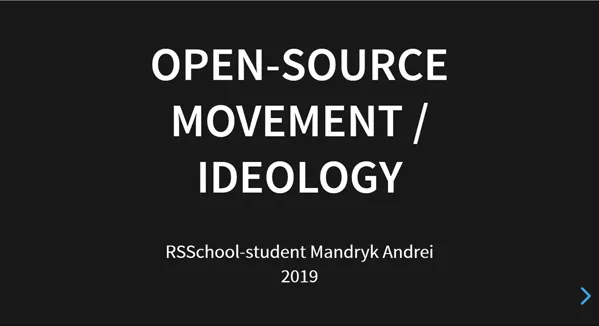 OPEN-SOURCE
MOVEMENT /
IDEOLOGY
RSSchool-student Mandryk Andrei
2019